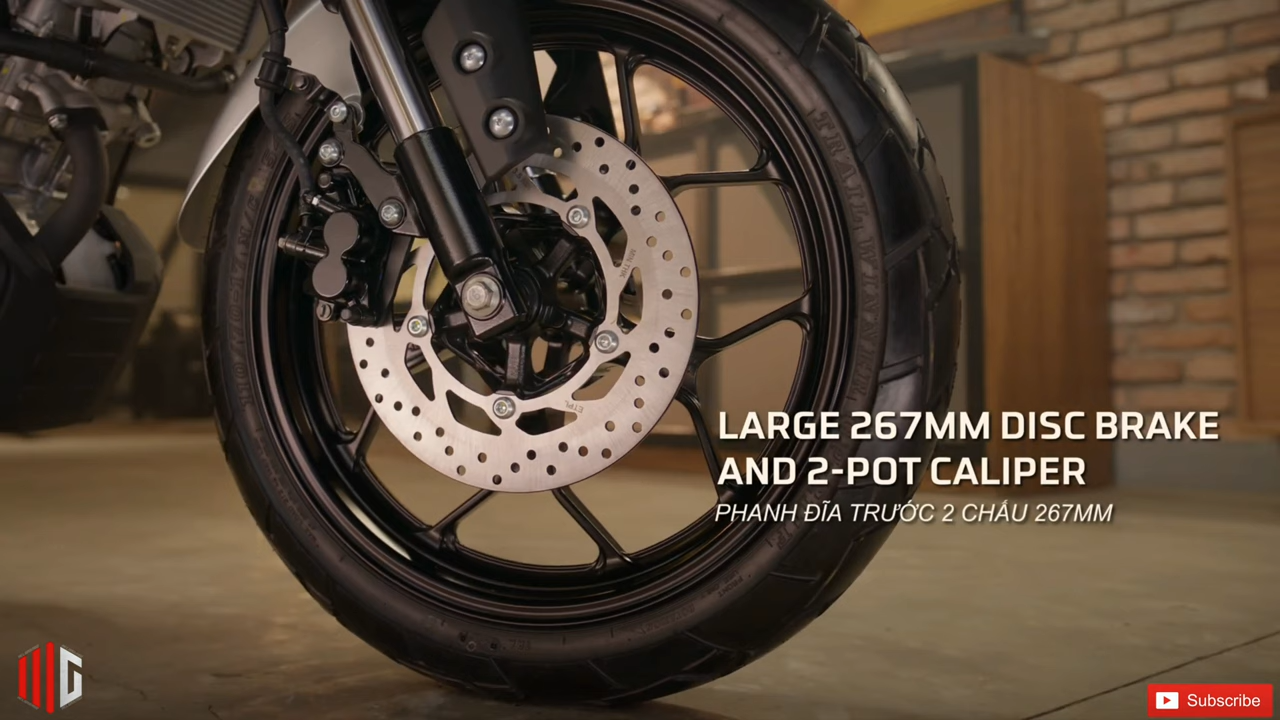 LARGE 267MM DISC BRAKE
AND 2-POT CALIPER
PHANH ĐĨA TRƯỚC 2 CHẤU 267MM
Subscribe